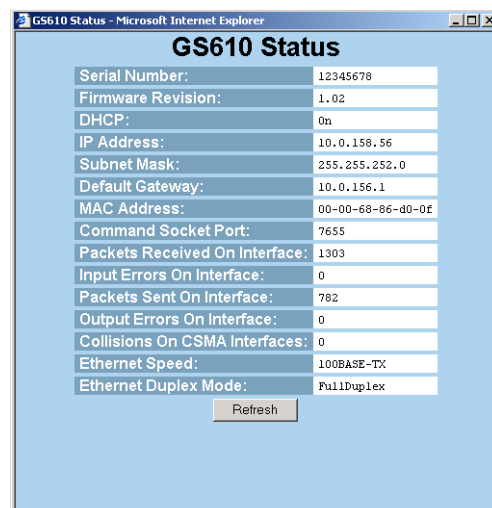 GS610 Status - Microsoft Internet Explorer
GS610 Status
Serial Number: 12345678
Firmware Revision: 1.02
DHCP: On
IP Address: 10.0.158.56
Subnet Mask: 255.255.252.0
Default Gateway: 10.0.156.1
MAC Address: 00-00-68-86-d0-0f
Command Socket Port: 7655
Packets Received On Interface: 1303
Input Errors On Interface: 0
Packets Sent On Interface: 782
Output Errors On Interface: 0
Collisions On CSMA Interfaces: 0
Ethernet Speed: 100BASE-TX
Ethernet Duplex Mode: FullDuplex
Refresh